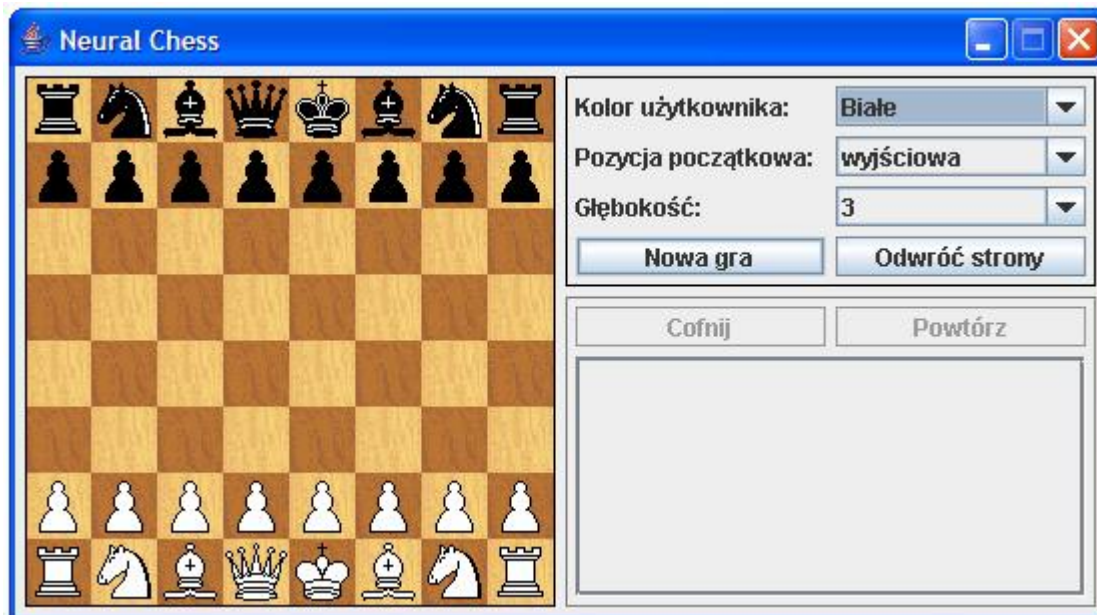 Neural Chess
Kolor użytkownika: Białe
Pozycja początkowa: wyjściowa
Głębokość: 3
Nowa gra Odwróć strony
Cofnij Powtórz